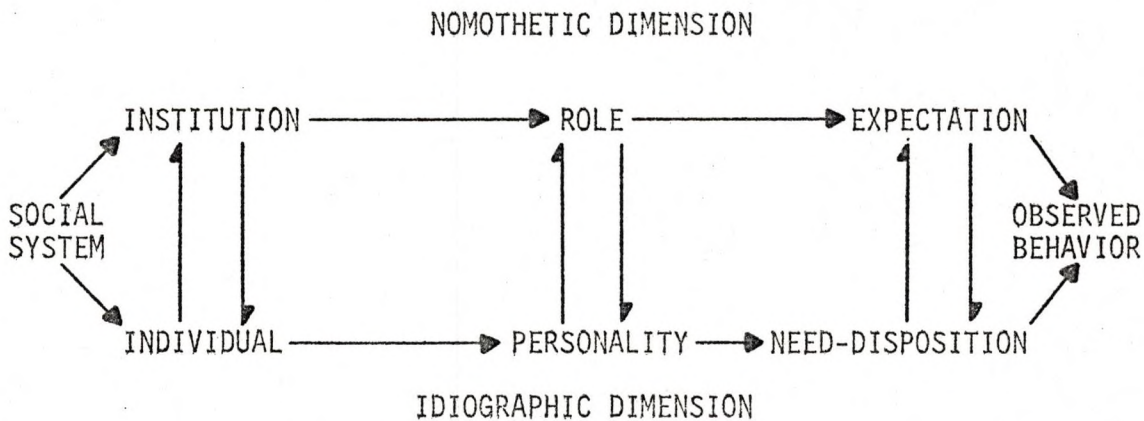 NOMOTHETIC DIMENSION
INSTITUTION ROLE EXPECTATION
SOCIAL
SYSTEM
OBSERVED
BEHAVIOR
INDIVIDUAL PERSONALITY NEED-DISPOSITION
IDIOGRAPHIC DIMENSION